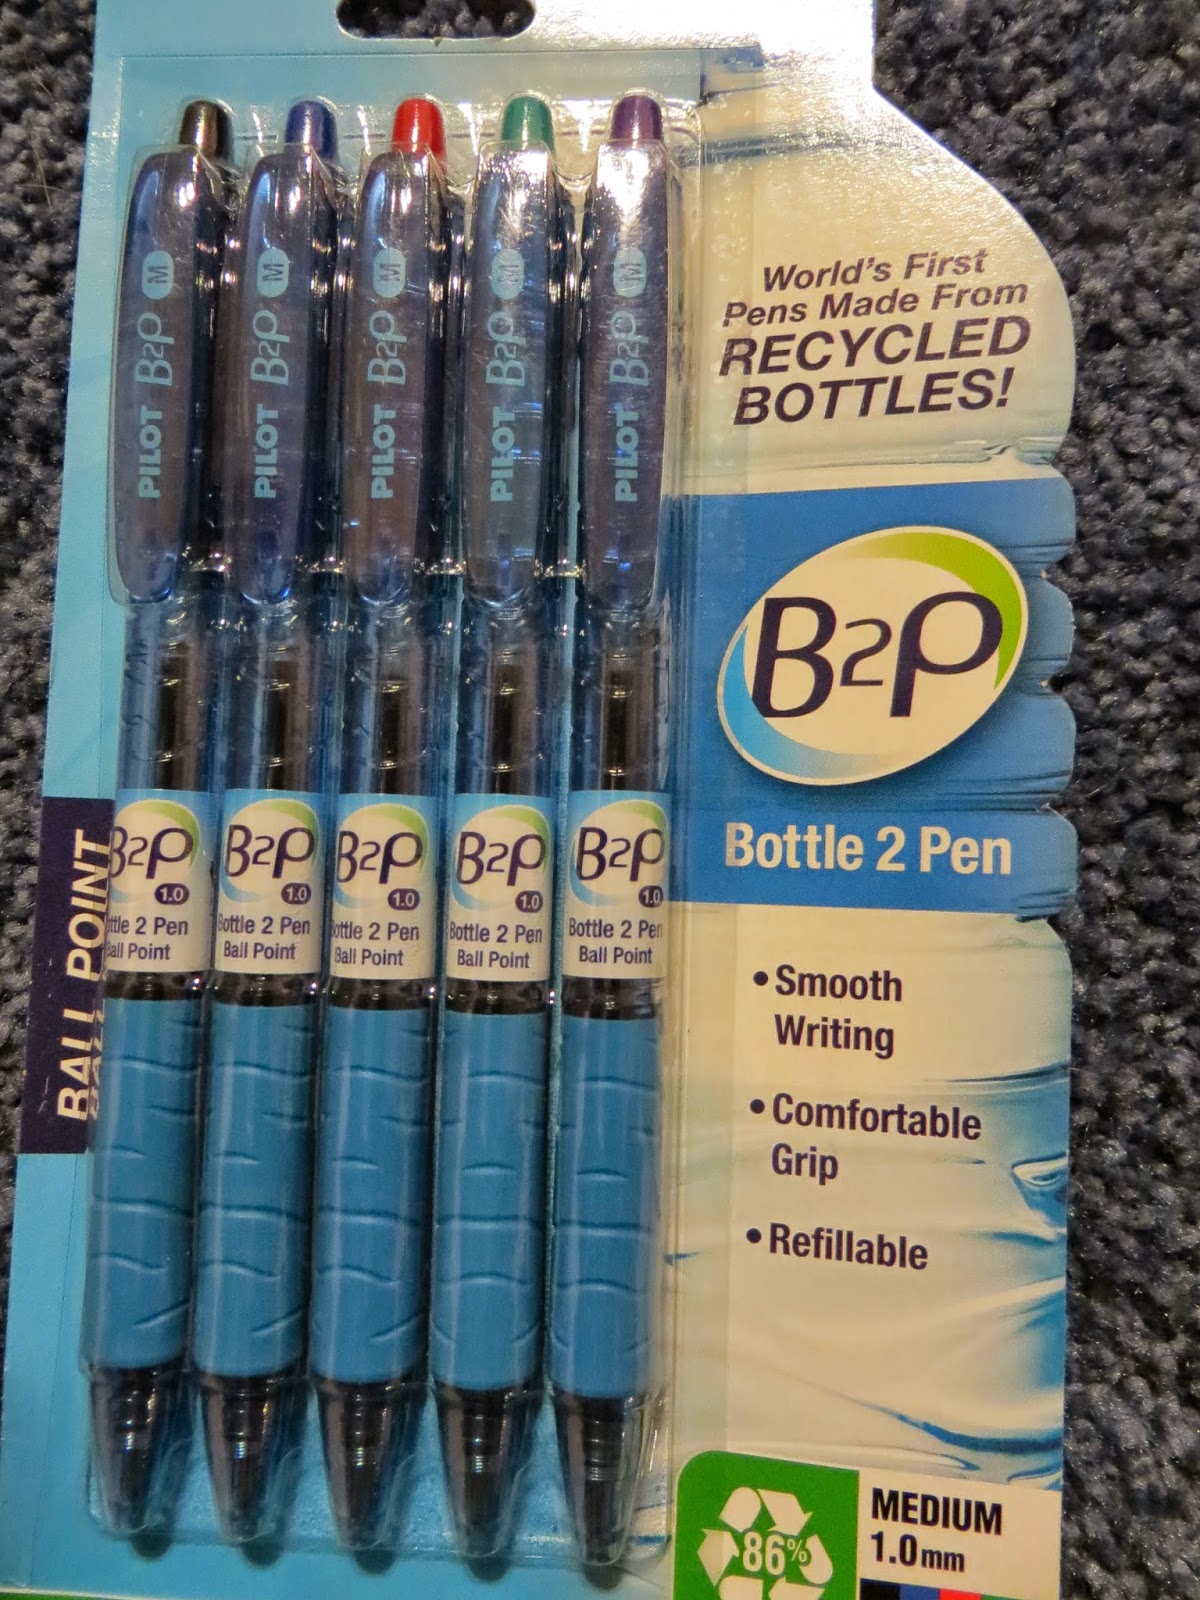 World's First
Pens Made From
RECYCLED
BOTTLES!
B2P
Bottle 2 Pen
• Smooth
Writing
• Comfortable
Grip
• Refillable
86%
MEDIUM
1.0mm
BALL POINT
PILOT B2P M
PILOT B2P M
PILOT B2P M
PILOT B2P M
PILOT B2P M
B2P
1.0
ttle 2 Pen
Ball Point
B2P
1.0
Bottle 2 Pen
Ball Point
B2P
1.0
Bottle 2 Pen
Ball Point
B2P
1.0
Bottle 2 Pen
Ball Point
B2P
1.0
Bottle 2 Pen
Ball Point